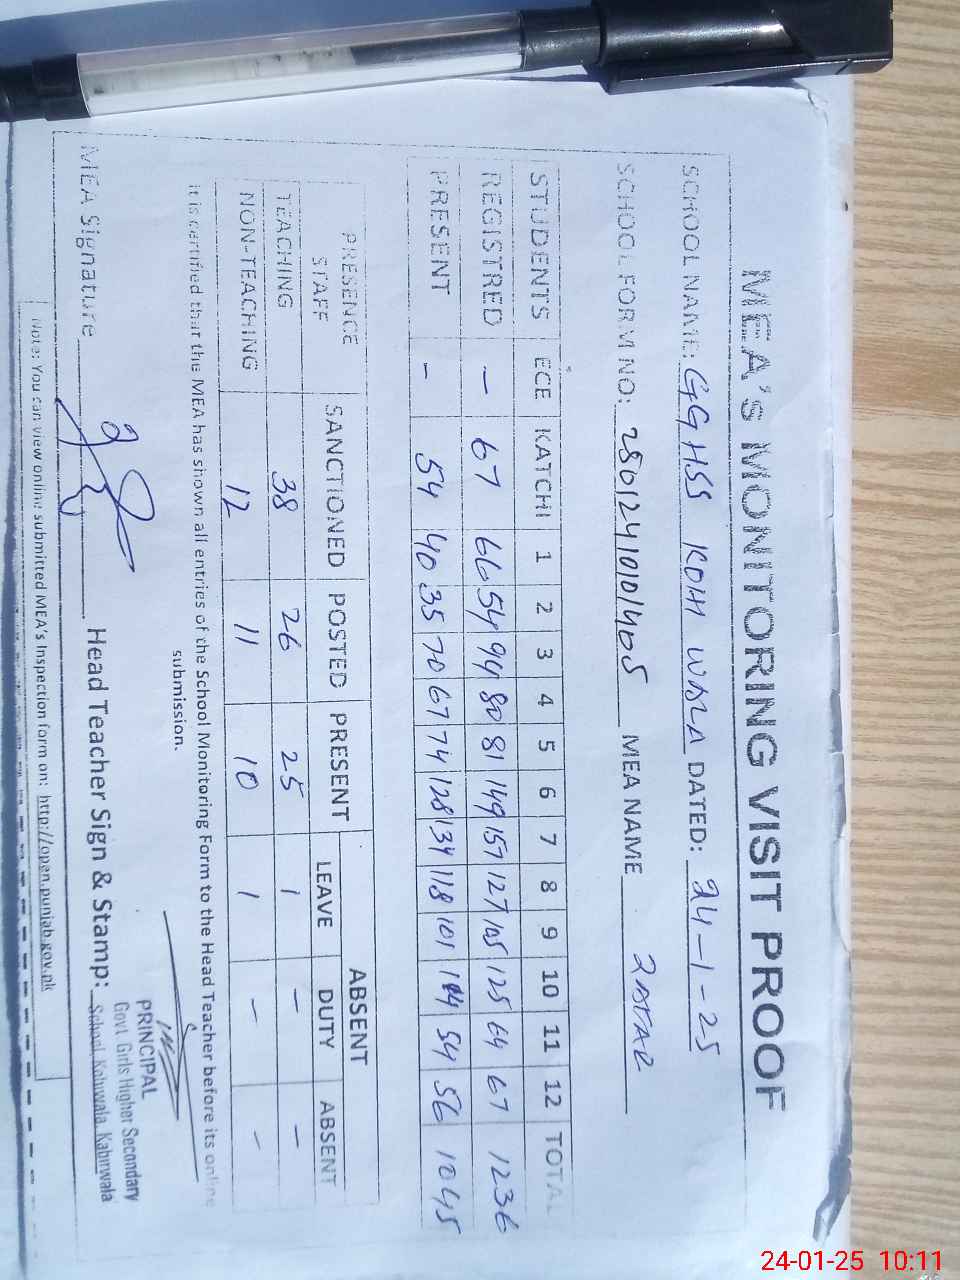 MEA'S MONITORING VISIT PROOF
SCHOOL NAME: GGHSS KOHI WALA DATED: 24-1-25
SCHOOL FORM NO: MEA NAME
STUDENTS ECE KATCHI 1 2 3 4 5 6 7 8 9 10 11 12 TOTAL
REGISTRED - 67 66 54 94 80 81 149 157 127 105 125 64 67 1236
PRESENT - 54 40 35 70 67 74 128 134 118 101 114 54 56 1045
PRESENCE STAFF SANCTIONED POSTED PRESENT ABSENT
LEAVE DUTY ABSENT
TEACHING 38 26 25 1 - -
NON-TEACHING 12 11 10 1 - -
It is certified that the MEA has shown all entries of the School Monitoring Form to the Head Teacher before its online
submission.
PRINCIPAL
Govt. Girls Higher Secondary
MEA Signature Head Teacher Sign & Stamp: School Kohiwala Kabirwala
Note: You can view online submitted MEA's Inspection form on: http://open.punjab.gov.pk
24-01-25 10:11